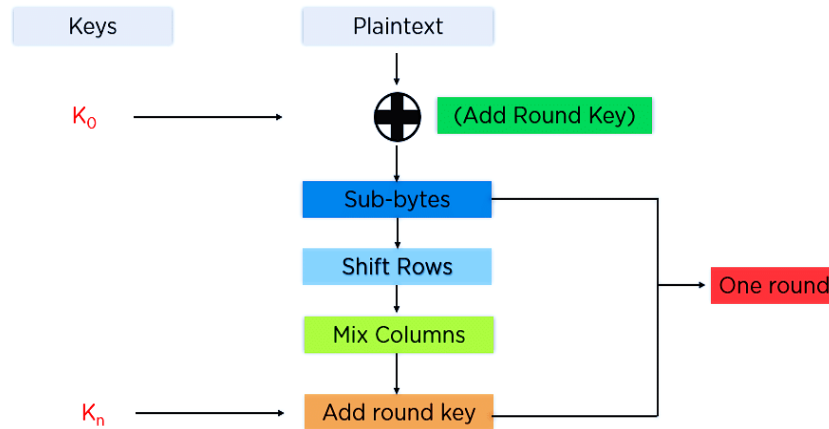 Keys
Plaintext
K₀
(Add Round Key)
Sub-bytes
Shift Rows
One round
Mix Columns
Kₙ
Add round key